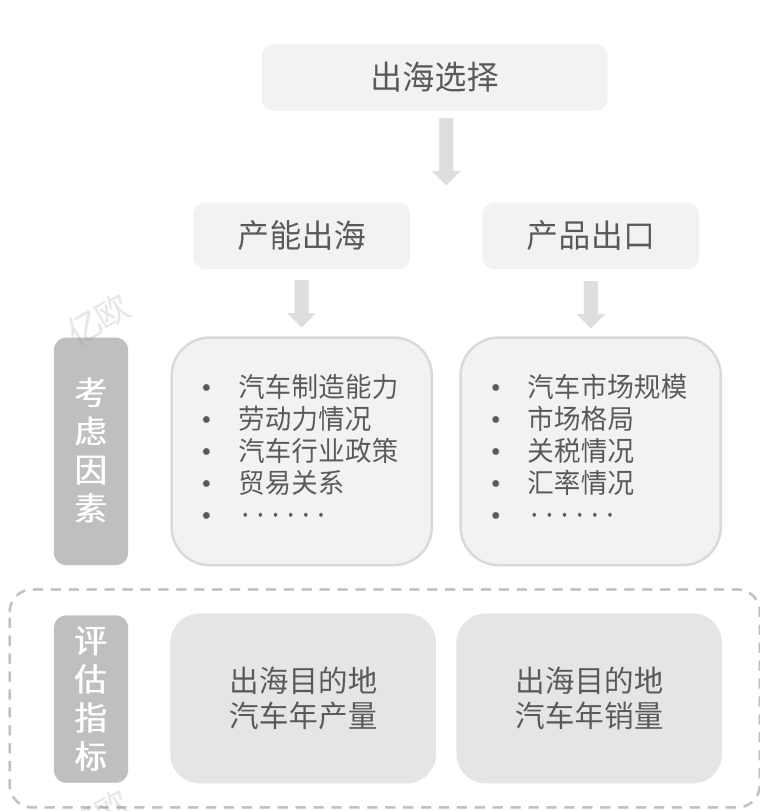 出海选择
产能出海
产品出口
亿欧
考虑因素
• 汽车制造能力
• 劳动力情况
• 汽车行业政策
• 贸易关系
• ······
• 汽车市场规模
• 市场格局
• 关税情况
• 汇率情况
• ······
评估指标
出海目的地
汽车年产量
出海目的地
汽车年销量
亿欧